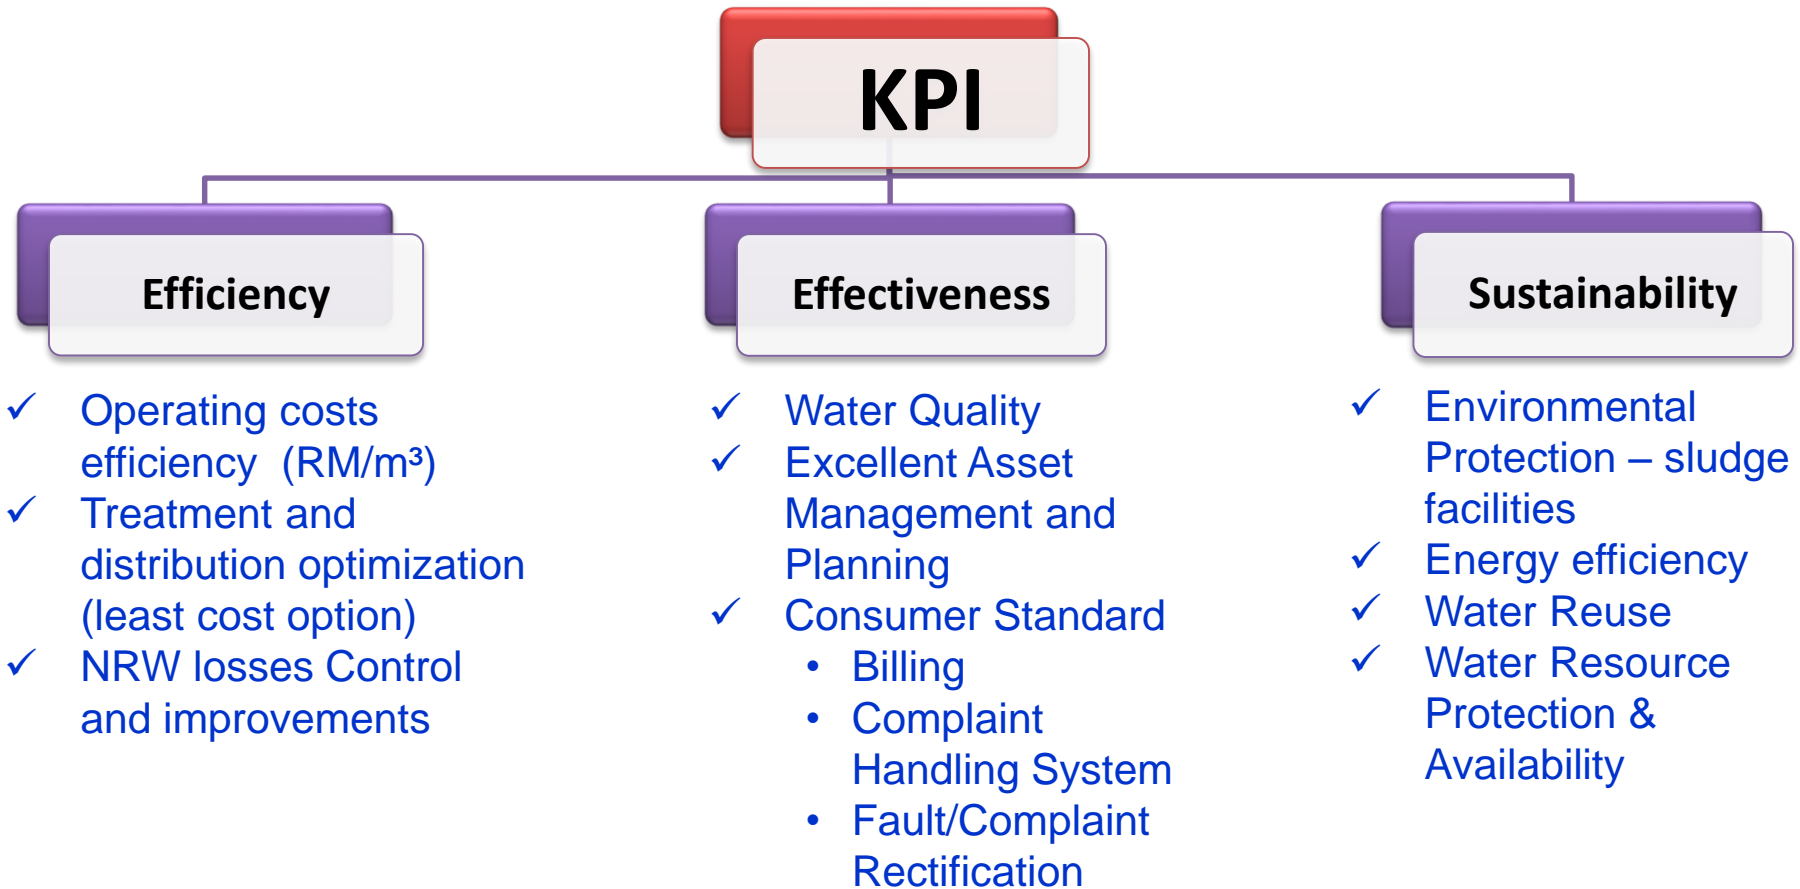 KPI
Efficiency
✓ Operating costs
efficiency (RM/m³)
✓ Treatment and
distribution optimization
(least cost option)
✓ NRW losses Control
and improvements
Effectiveness
✓ Water Quality
✓ Excellent Asset
Management and
Planning
✓ Consumer Standard
• Billing
• Complaint
Handling System
• Fault/Complaint
Rectification
Sustainability
✓ Environmental
Protection – sludge
facilities
✓ Energy efficiency
✓ Water Reuse
✓ Water Resource
Protection &
Availability